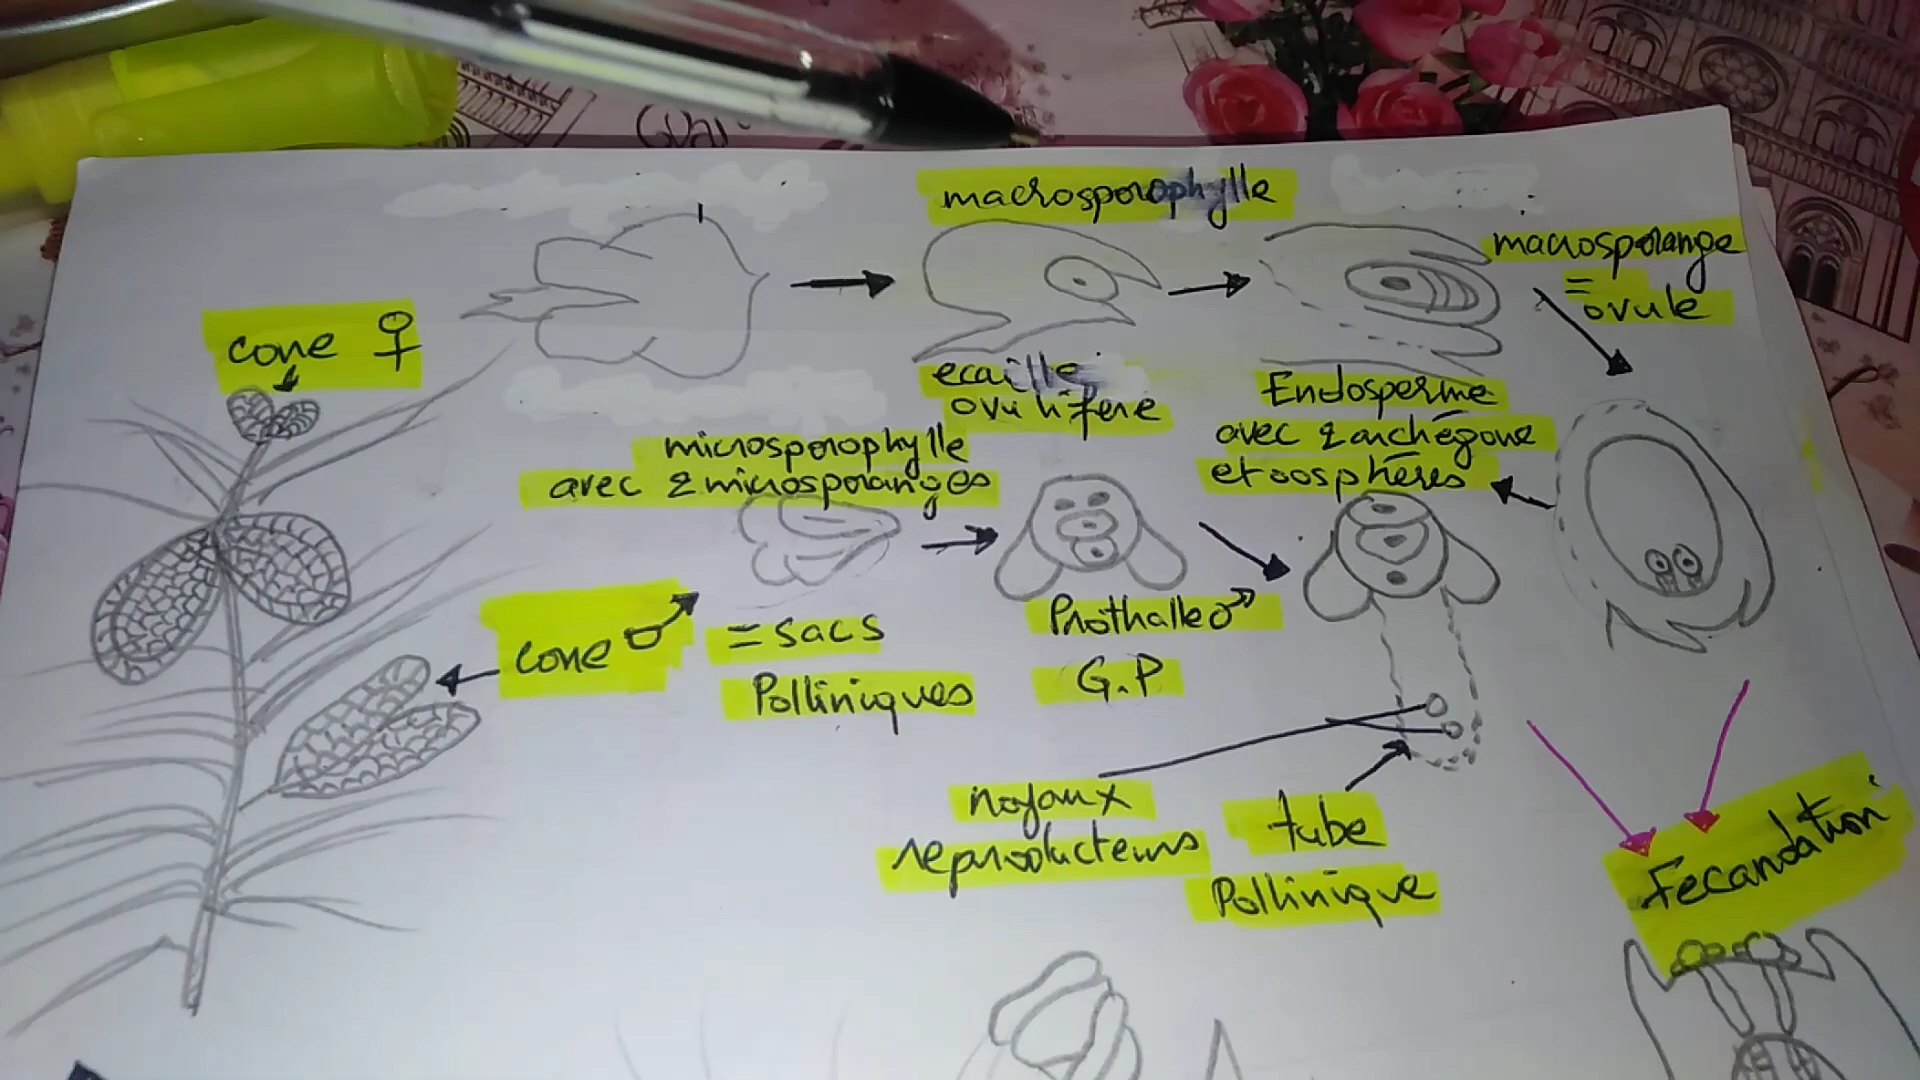 macrosporophylle
macrosporange
=
ovule
cone ♀
ecaille
ovulifere
Endosperme
avec 2 archégone
et oosphères
microsporophylle
avec 2 microsporanges
cone ♂
= sacs
Polliniques
Prothalle ♂
G.P
noyaux
reproducteurs
tube
Pollinique
Fecandation